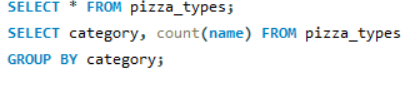 SELECT * FROM pizza_types;
SELECT category, count(name) FROM pizza_types
GROUP BY category;